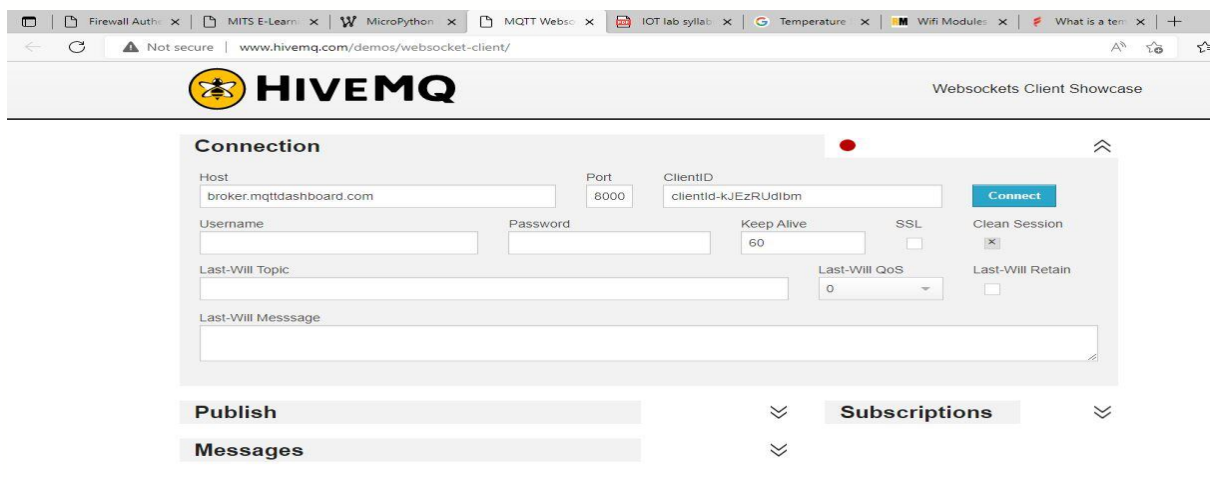 Firewall Authe MITS E-Learn MicroPython MQTT Webso IOT lab syllab Temperature Wifi Modules What is a tem
Not secure | www.hivemq.com/demos/websocket-client/
HIVEMQ
Websockets Client Showcase
Connection
Host Port ClientID
broker.mqttdashboard.com 8000 clientId-kJEzRUdIbm Connect
Username Password Keep Alive SSL Clean Session
60
Last-Will Topic Last-Will QoS Last-Will Retain
0
Last-Will Messsage
Publish Subscriptions
Messages